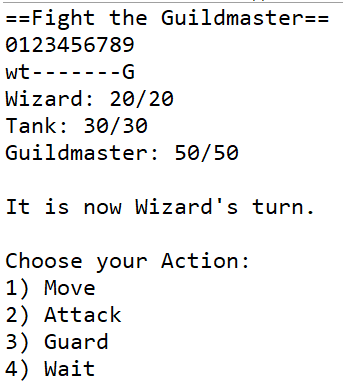 ==Fight the Guildmaster==
0123456789
wt-------G
Wizard: 20/20
Tank: 30/30
Guildmaster: 50/50

It is now Wizard's turn.

Choose your Action:
1) Move
2) Attack
3) Guard
4) Wait